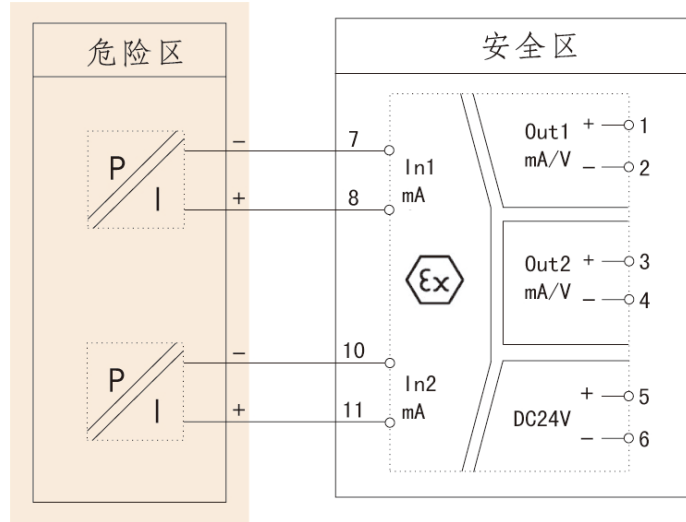 危险区
安全区
P
I
−
7
+
8
In1
mA
Out1
mA/V
+ 1
− 2
Out2
mA/V
+ 3
− 4
Ex
P
I
−
10
+
11
In2
mA
DC24V
+ 5
− 6